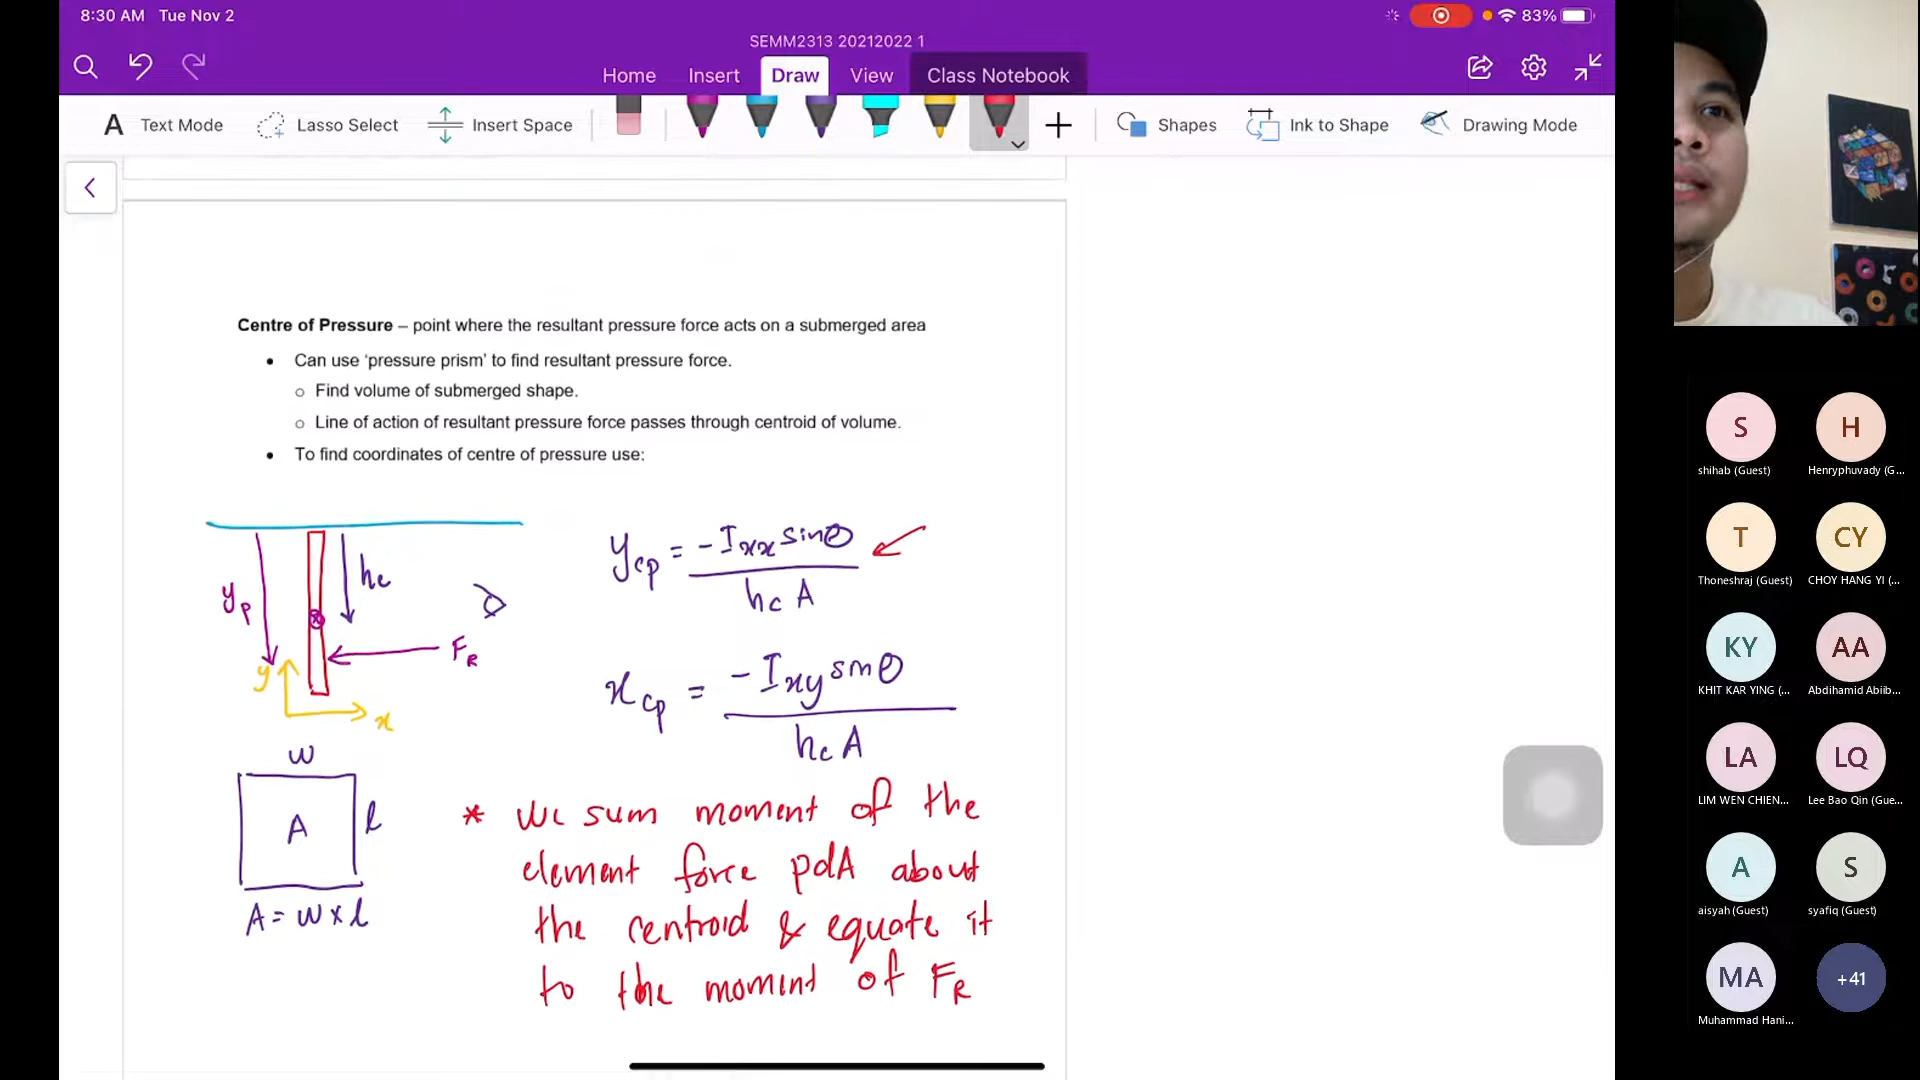 8:30 AM Tue Nov 2
83%
SEMM2313 20212022 1
Home Insert Draw View Class Notebook
A Text Mode Lasso Select Insert Space Shapes Ink to Shape Drawing Mode
Centre of Pressure – point where the resultant pressure force acts on a submerged area
• Can use ‘pressure prism’ to find resultant pressure force.
o Find volume of submerged shape.
o Line of action of resultant pressure force passes through centroid of volume.
• To find coordinates of centre of pressure use:
yp
hc
FR
y
x
ycp = -Ixx sinθ / hc A
xcp = -Ixy sinθ / hc A
w
A
l
A = w x l
* We sum moment of the
element force pdA about
the centroid & equate it
to the moment of FR
S
shihab (Guest)
H
Henryphuvady (G...
T
Thoneshraj (Guest)
CY
CHOY HANG YI (...
KY
KHIT KAR YING (...
AA
Abdihamid Abiib...
LA
LIM WEN CHIEN...
LQ
Lee Bao Qin (Gue...
A
aisyah (Guest)
S
syafiq (Guest)
MA
Muhammad Hani...
+41